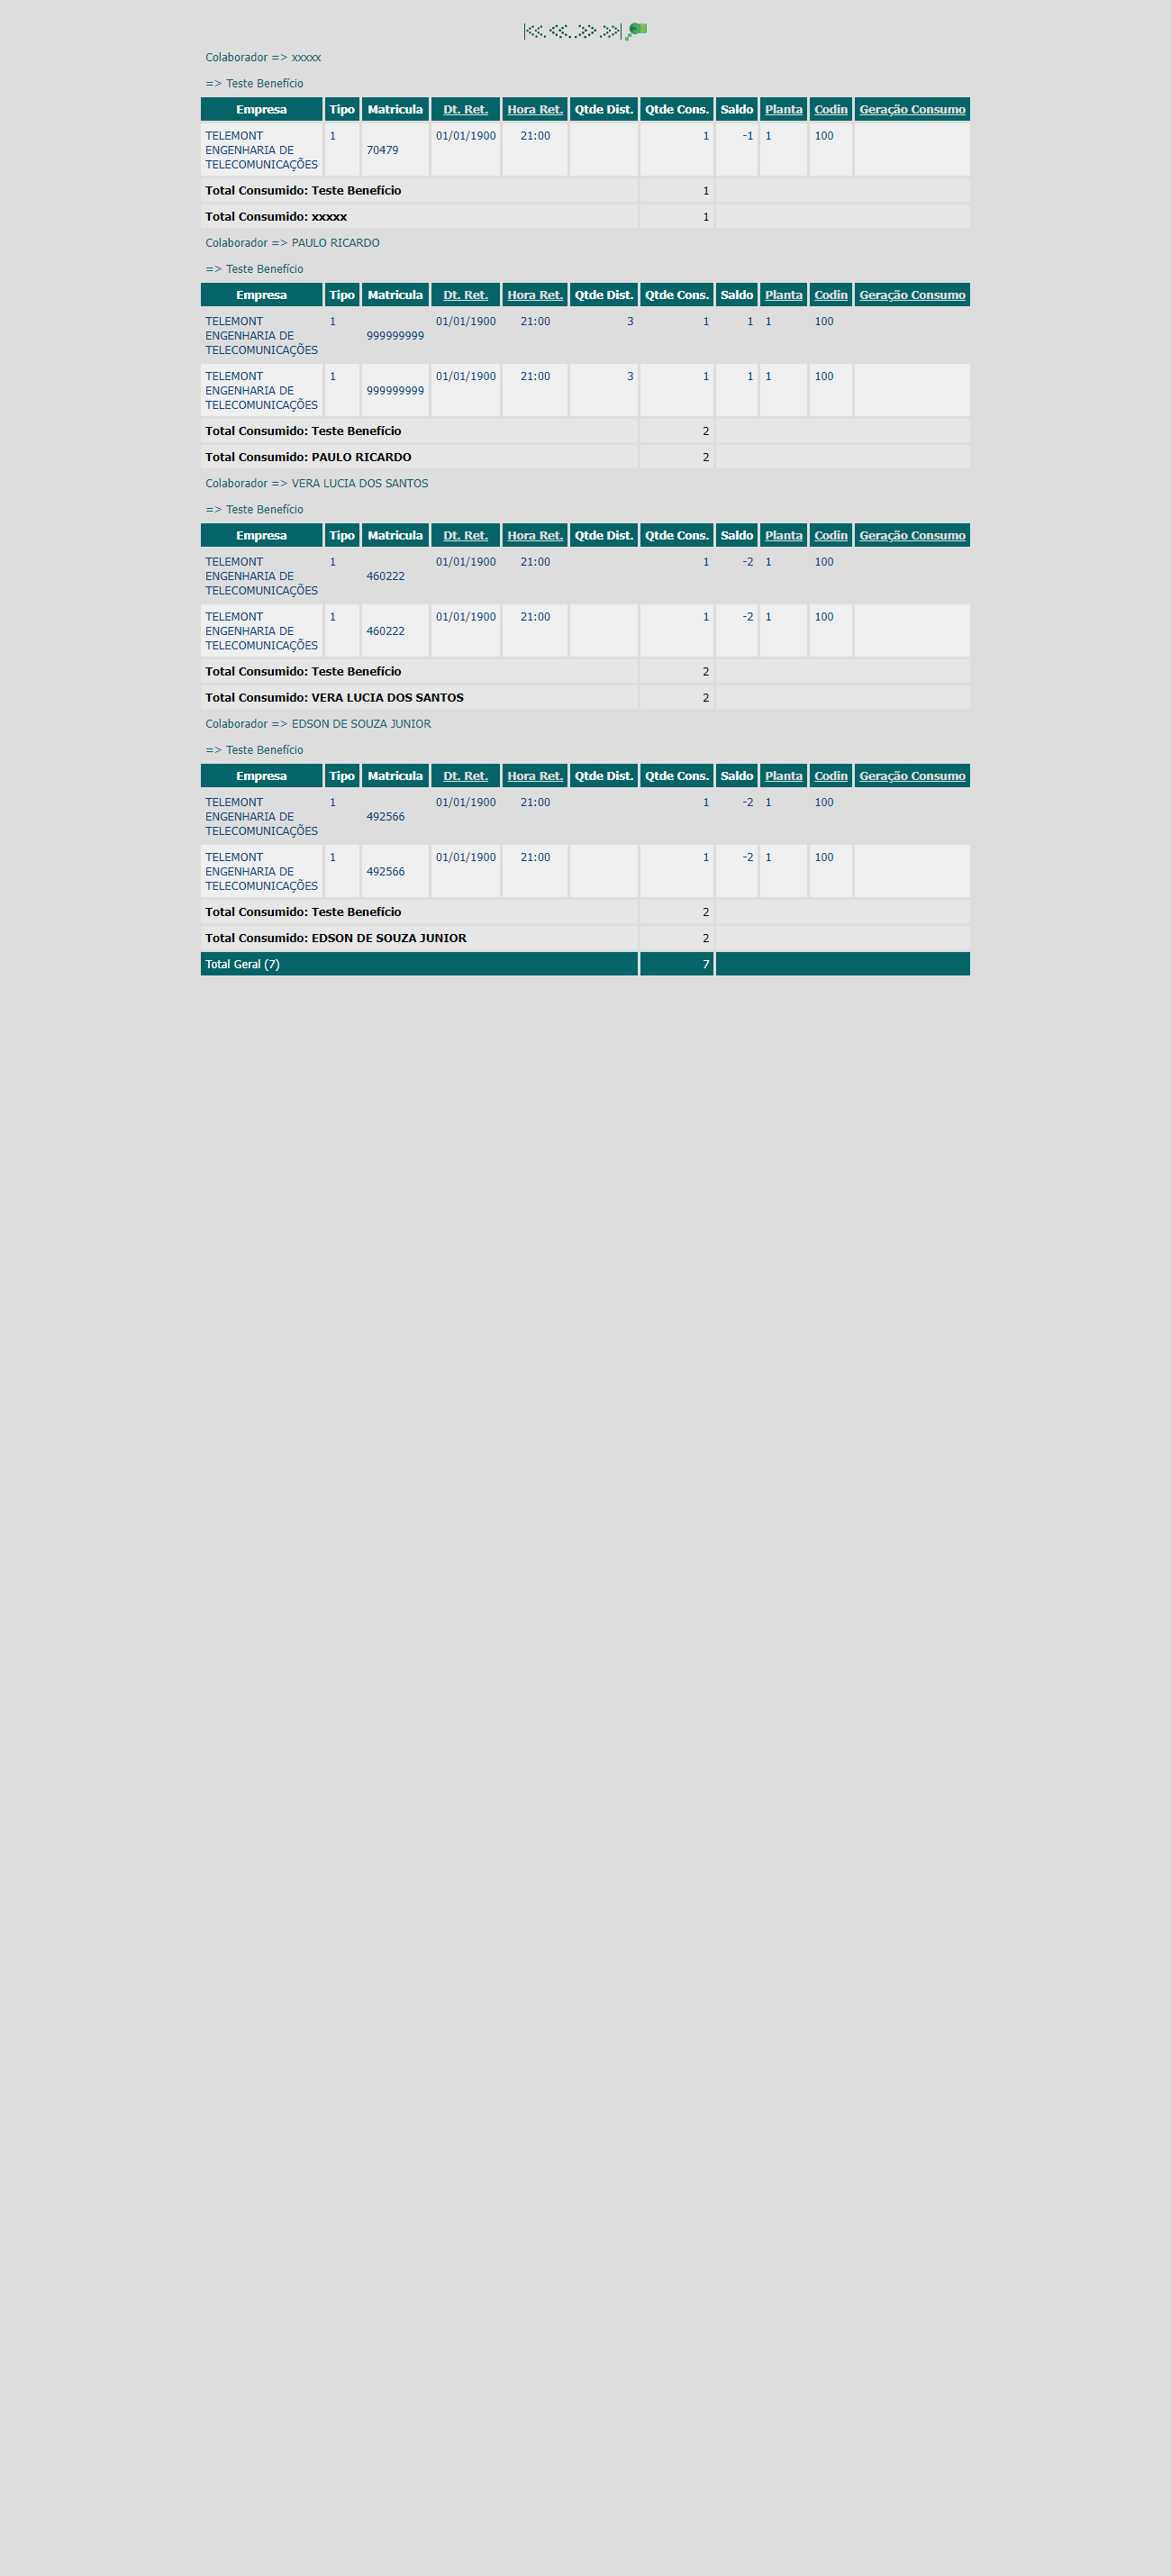 Colaborador => xxxxx
=> Teste Benefício
Empresa Tipo Matricula Dt. Ret. Hora Ret. Qtde Dist. Qtde Cons. Saldo Planta Codin Geração Consumo
TELEMONT 1 01/01/1900 21:00 1 -1 1 100
ENGENHARIA DE 70479
TELECOMUNICAÇÕES
Total Consumido: Teste Benefício 1
Total Consumido: xxxxx 1
Colaborador => PAULO RICARDO
=> Teste Benefício
Empresa Tipo Matricula Dt. Ret. Hora Ret. Qtde Dist. Qtde Cons. Saldo Planta Codin Geração Consumo
TELEMONT 1 01/01/1900 21:00 3 1 1 1 100
ENGENHARIA DE 999999999
TELECOMUNICAÇÕES
TELEMONT 1 01/01/1900 21:00 3 1 1 1 100
ENGENHARIA DE 999999999
TELECOMUNICAÇÕES
Total Consumido: Teste Benefício 2
Total Consumido: PAULO RICARDO 2
Colaborador => VERA LUCIA DOS SANTOS
=> Teste Benefício
Empresa Tipo Matricula Dt. Ret. Hora Ret. Qtde Dist. Qtde Cons. Saldo Planta Codin Geração Consumo
TELEMONT 1 01/01/1900 21:00 1 -2 1 100
ENGENHARIA DE 460222
TELECOMUNICAÇÕES
TELEMONT 1 01/01/1900 21:00 1 -2 1 100
ENGENHARIA DE 460222
TELECOMUNICAÇÕES
Total Consumido: Teste Benefício 2
Total Consumido: VERA LUCIA DOS SANTOS 2
Colaborador => EDSON DE SOUZA JUNIOR
=> Teste Benefício
Empresa Tipo Matricula Dt. Ret. Hora Ret. Qtde Dist. Qtde Cons. Saldo Planta Codin Geração Consumo
TELEMONT 1 01/01/1900 21:00 1 -2 1 100
ENGENHARIA DE 492566
TELECOMUNICAÇÕES
TELEMONT 1 01/01/1900 21:00 1 -2 1 100
ENGENHARIA DE 492566
TELECOMUNICAÇÕES
Total Consumido: Teste Benefício 2
Total Consumido: EDSON DE SOUZA JUNIOR 2
Total Geral (7) 7